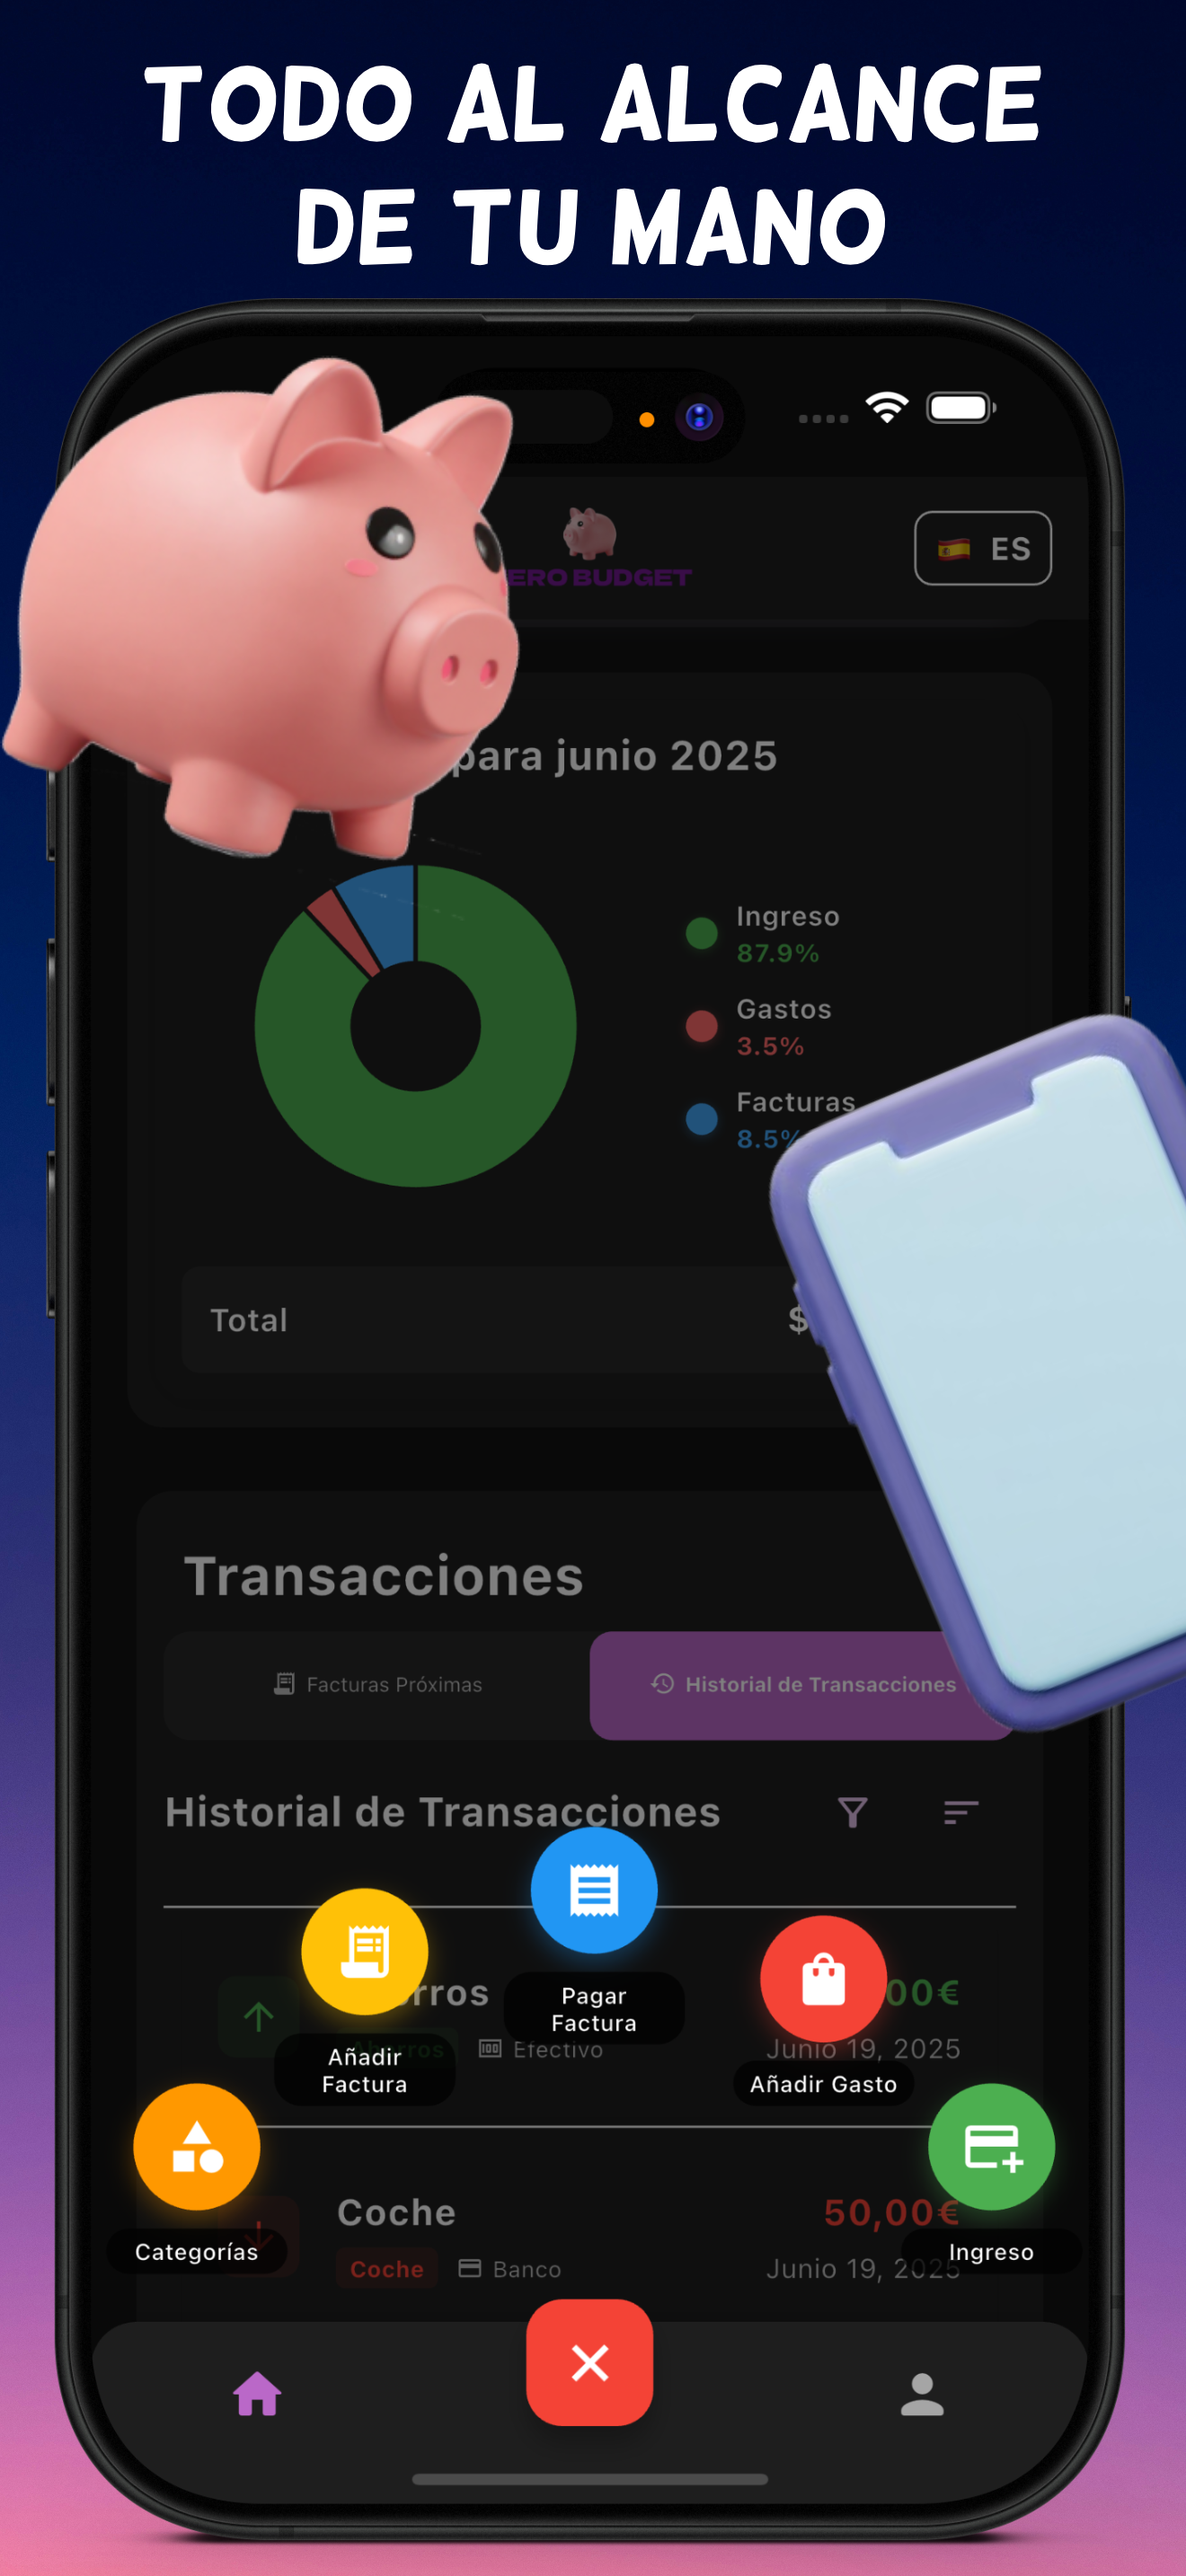 TODO AL ALCANCE
DE TU MANO
ES
ERO BUDGET
para junio 2025
Ingreso
87.9%
Gastos
3.5%
Facturas
8.5%
Total
$
Transacciones
Facturas Próximas
Historial de Transacciones
Historial de Transacciones
Pagar
Factura
Efectivo
00€
Junio 19, 2025
Añadir
Factura
Añadir Gasto
Coche
50,00€
Categorías
Ingreso
Coche
Banco
Junio 19, 2025